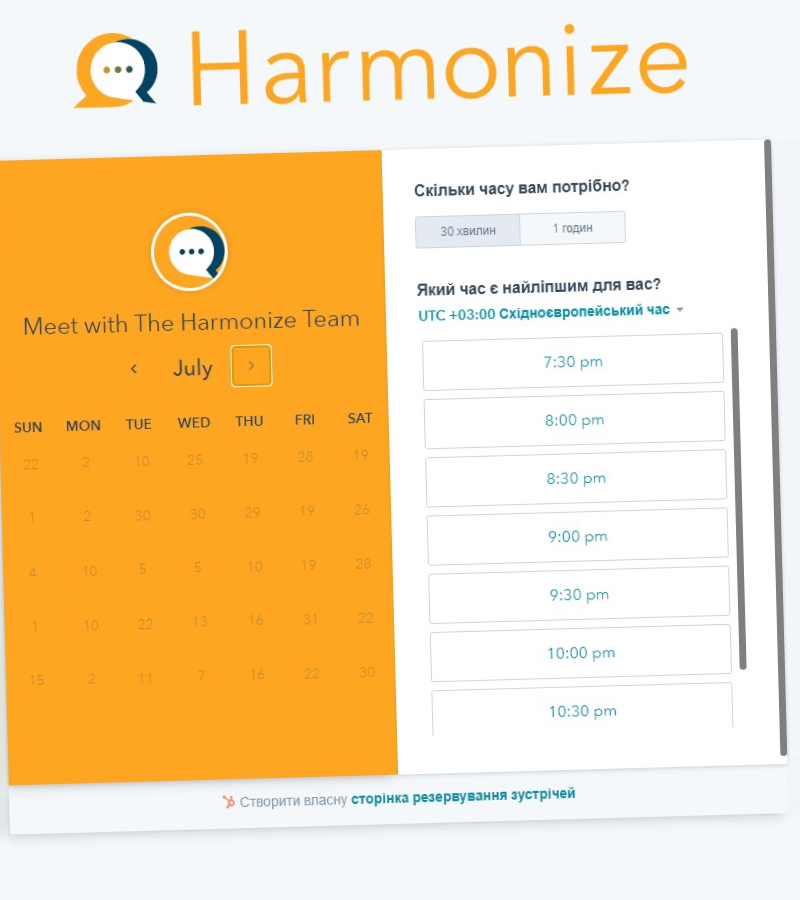 Harmonize
Meet with The Harmonize Team
July
SUN MON TUE WED THU FRI SAT
22 2 10 25 19 28 19
1 2 30 30 29 19 26
4 10 5 5 10 19 28
1 10 22 13 16 31 22
15 2 11 7 16 22 30
Скільки часу вам потрібно?
30 хвилин 1 годин
Який час є найліпшим для вас?
UTC +03:00 Східноєвропейський час
7:30 pm
8:00 pm
8:30 pm
9:00 pm
9:30 pm
10:00 pm
10:30 pm
Створити власну сторінка резервування зустрічей